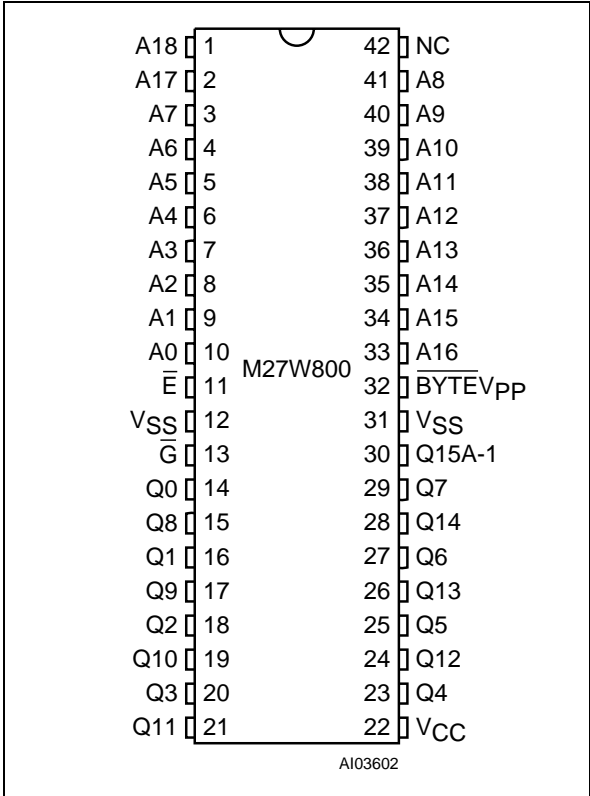 A18 1 42 NC
A17 2 41 A8
A7 3 40 A9
A6 4 39 A10
A5 5 38 A11
A4 6 37 A12
A3 7 36 A13
A2 8 35 A14
A1 9 34 A15
A0 10 33 A16
M27W800
E̅ 11 32 B̅Y̅T̅E̅VPP
VSS 12 31 VSS
G̅ 13 30 Q15A-1
Q0 14 29 Q7
Q8 15 28 Q14
Q1 16 27 Q6
Q9 17 26 Q13
Q2 18 25 Q5
Q10 19 24 Q12
Q3 20 23 Q4
Q11 21 22 VCC
AI03602